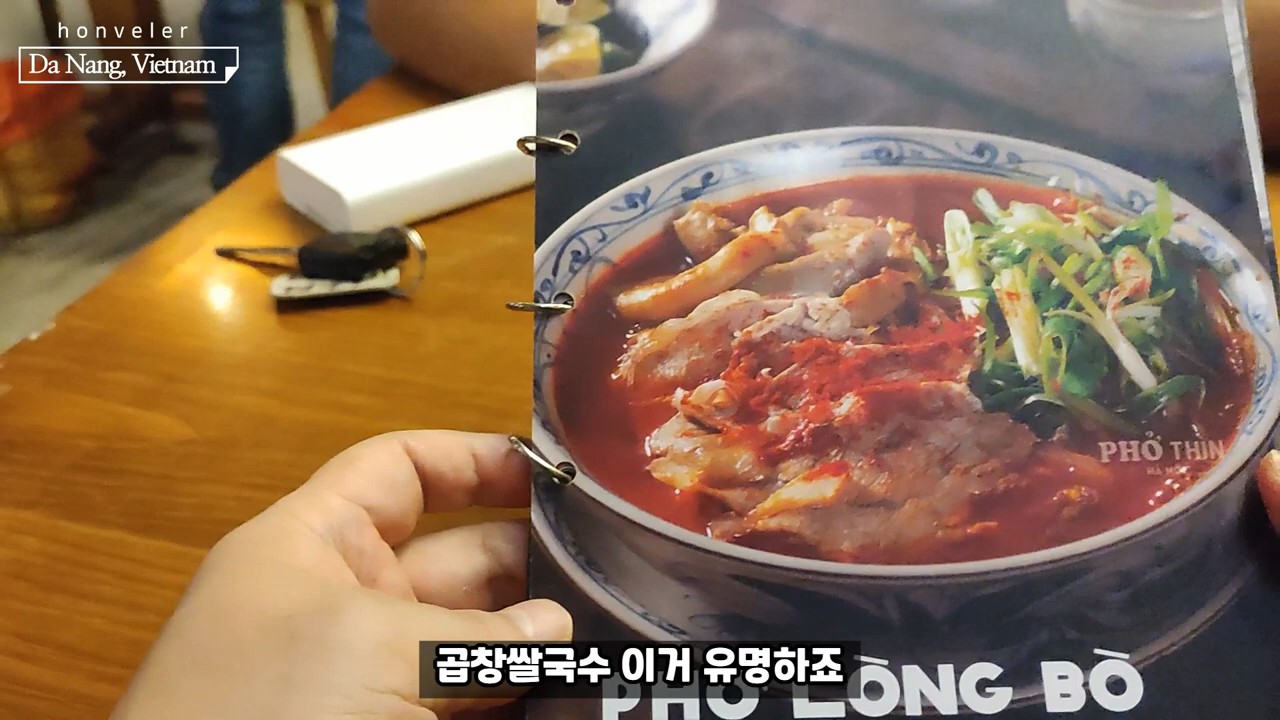 honveler
Da Nang, Vietnam
PHỞ THÌN
곱창쌀국수 이거 유명하죠
PHỞ LÒNG BÒ